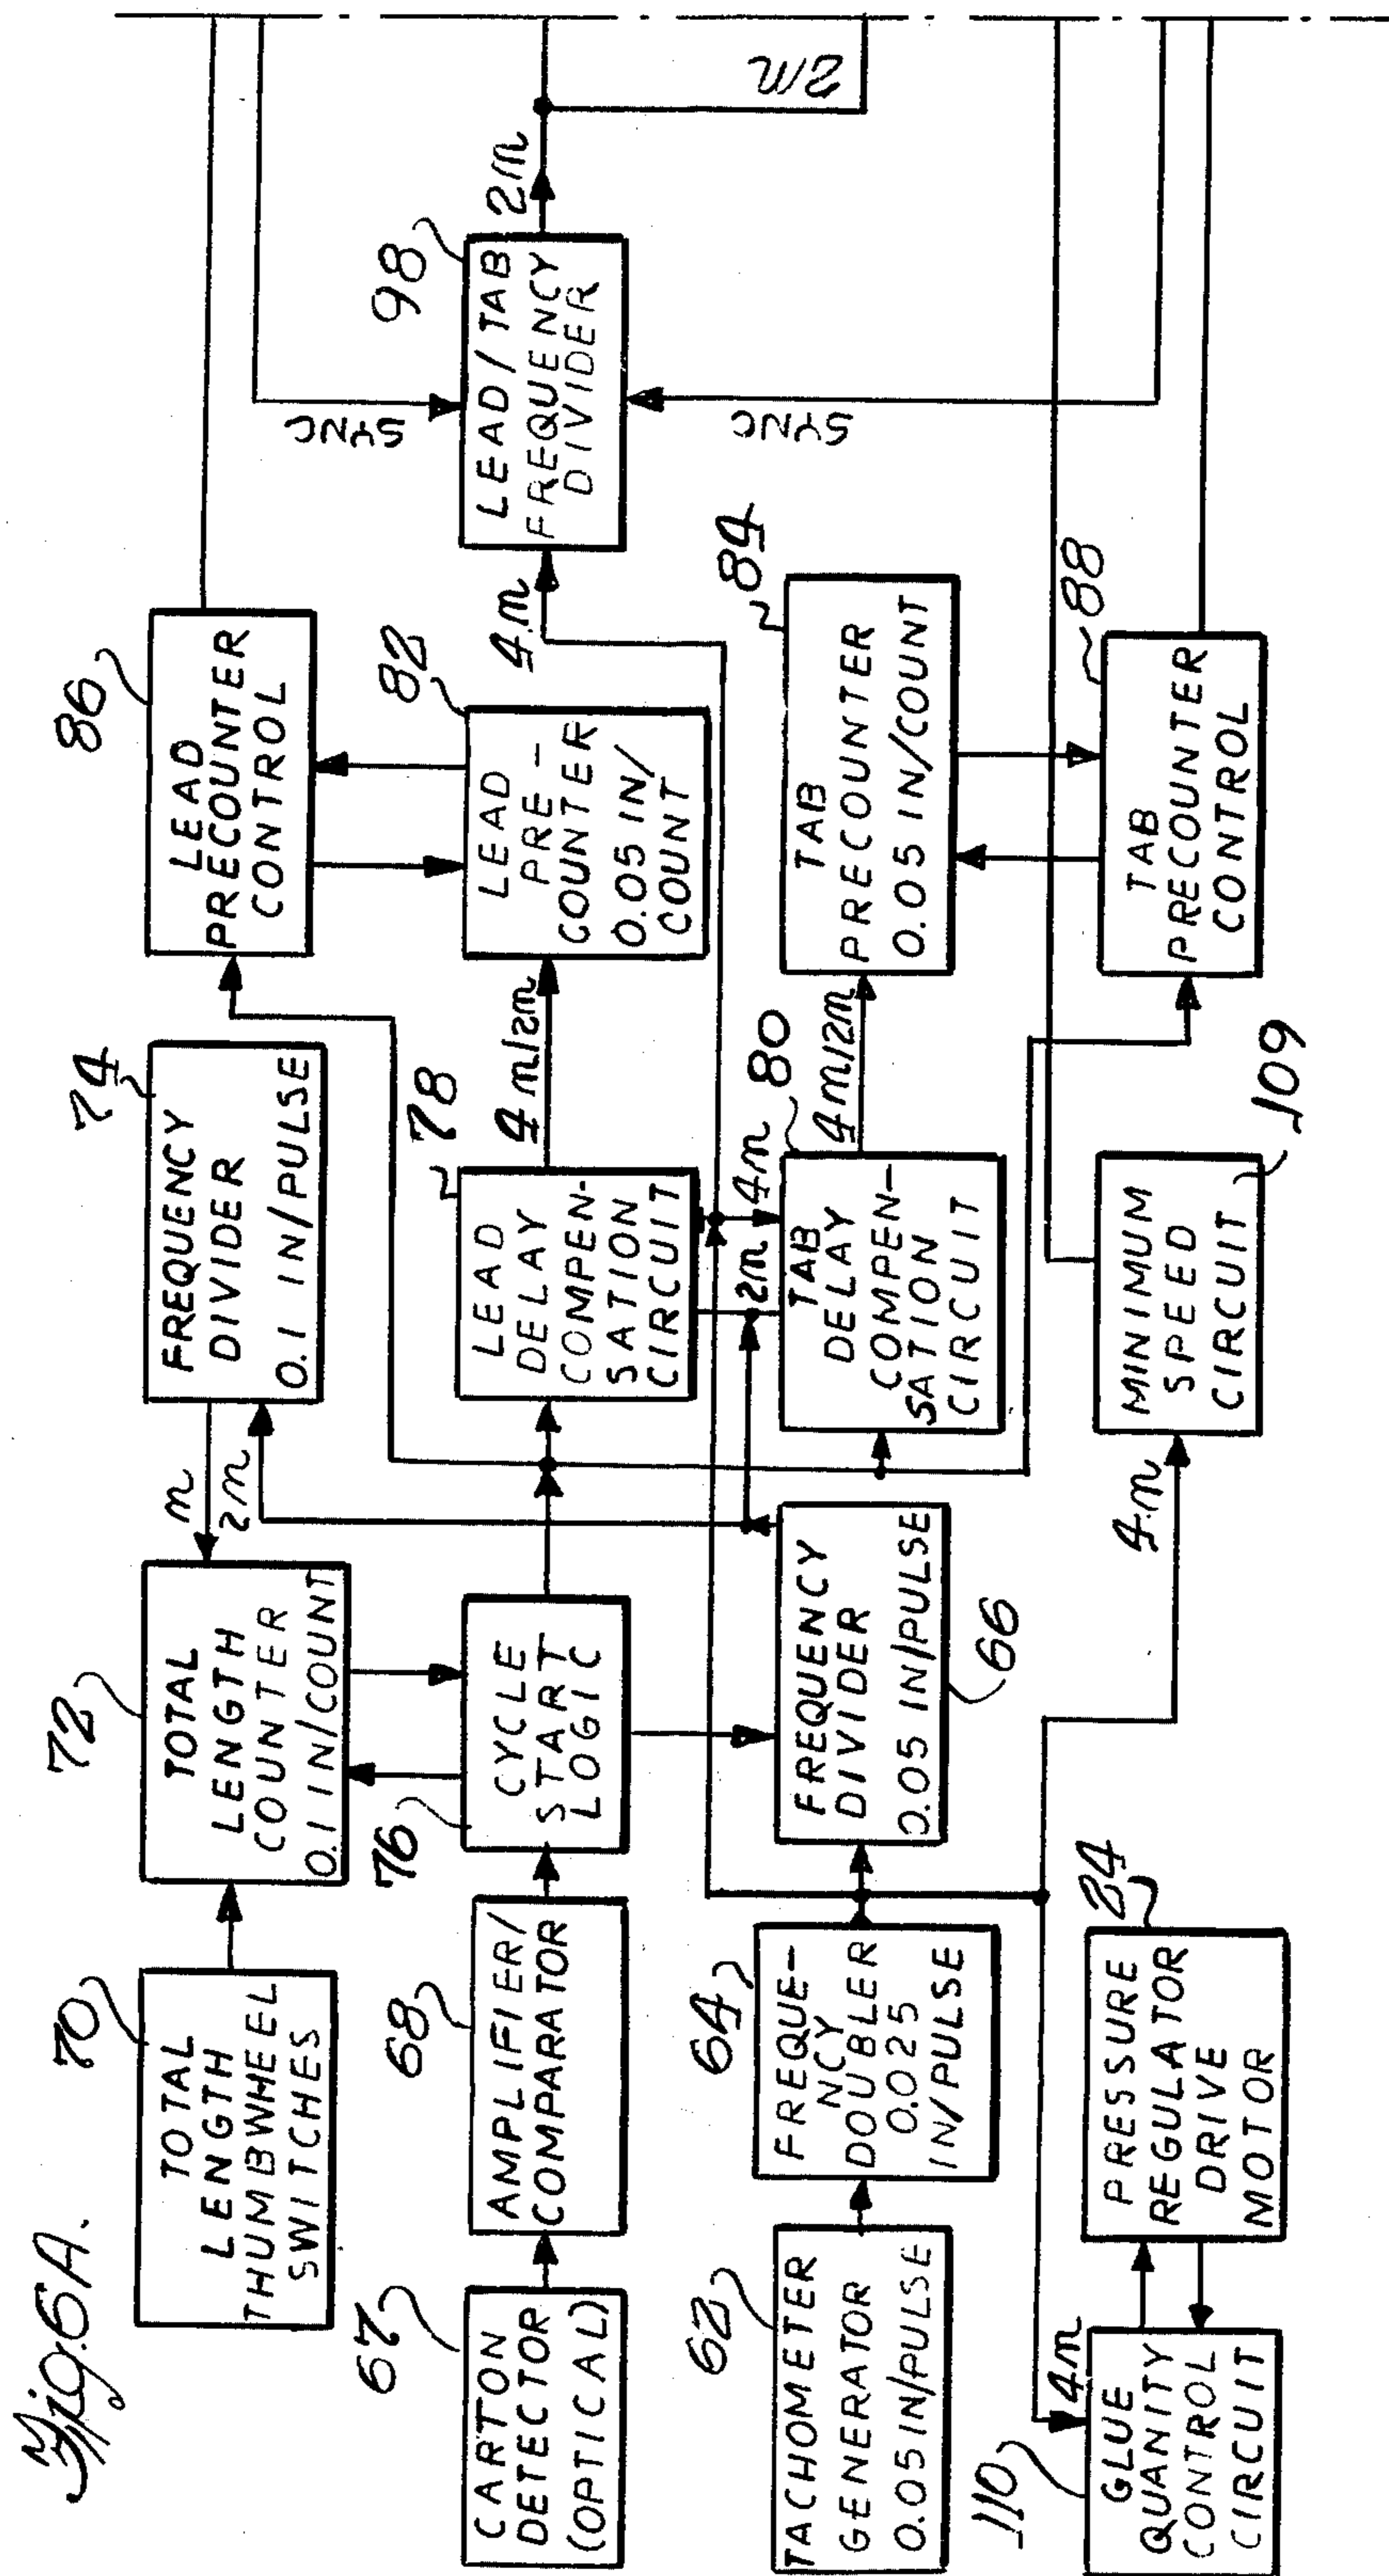 Fig. 6A.
70
TOTAL
LENGTH
THUMBWHEEL
SWITCHES
72
TOTAL
LENGTH
COUNTER
0.1 IN/COUNT
m
2m
74
FREQUENCY
DIVIDER
0.1 IN/PULSE
86
LEAD
PRECOUNTER
CONTROL
67
CARTON
DETECTOR
(OPTICAL)
68
AMPLIFIER/
COMPARATOR
76
CYCLE
START
LOGIC
78
LEAD
DELAY
COMPEN-
SATION
CIRCUIT
4m/2m
82
LEAD
PRE-
COUNTER
0.05 IN/
COUNT
4m
SYNC
98
LEAD/TAB
FREQUENCY
DIVIDER
2m
2m
SYNC
62
TACHOMETER
GENERATOR
0.05 IN/PULSE
64
FREQUE-
NCY
DOUBLER
0.025
IN/PULSE
FREQUENCY
DIVIDER
0.05 IN/PULSE
66
2m
4m
80
TAB
DELAY
COMPEN-
SATION
CIRCUIT
4m/2m
84
TAB
PRECOUNTER
0.05 IN/COUNT
110
4m
GLUE
QUANITY
CONTROL
CIRCUIT
24
PRESSURE
REGULATOR
DRIVE
MOTOR
4m
MINIMUM
SPEED
CIRCUIT
109
88
TAB
PRECOUNTER
CONTROL